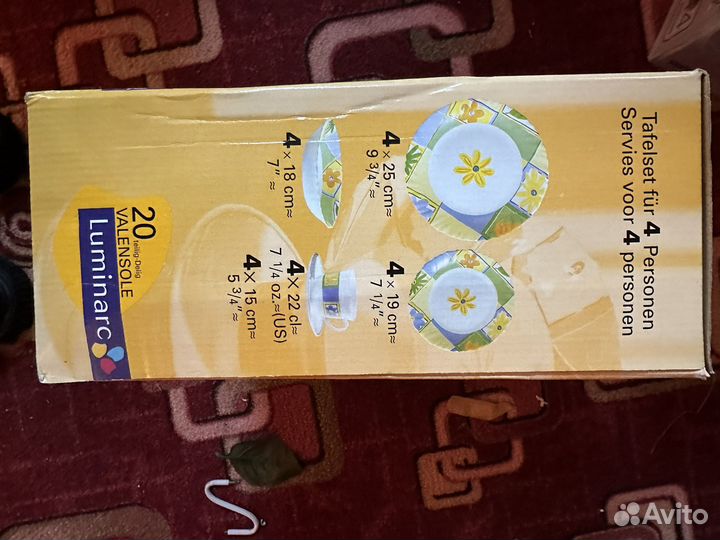 Tafelset für 4 Personen
Servies voor 4 personen
4 x 25 cm≈
9 3/4"≈
4 x 19 cm≈
7 1/4"≈
4 x 18 cm≈
7"≈
4 x 22 cl≈
7 1/4 oz.≈(US)
4 x 15 cm≈
5 3/4"≈
20 teilig-Delig
VALENSOLE
Luminarc
Avito